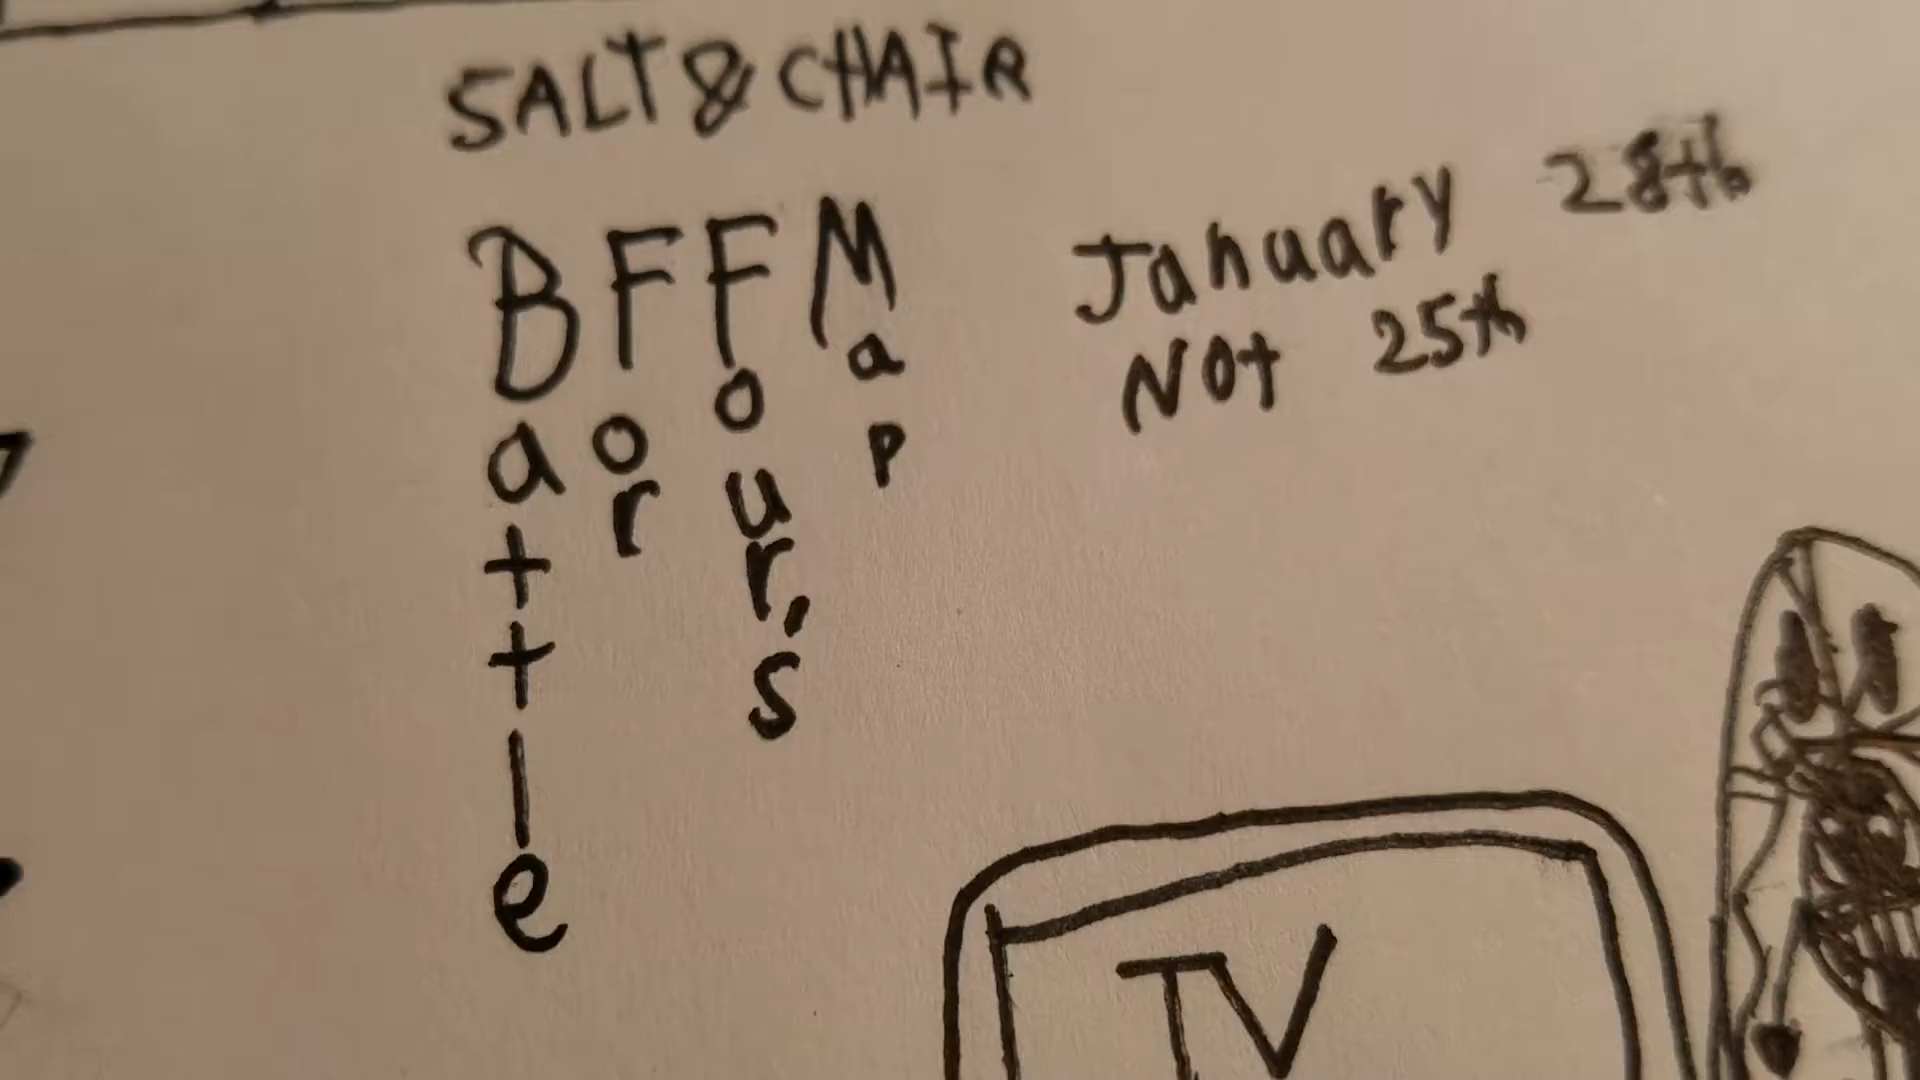 SALT & CHAIR
BFFM
Battle
For
Four,s
Map
January 28th
Not 25th
TV